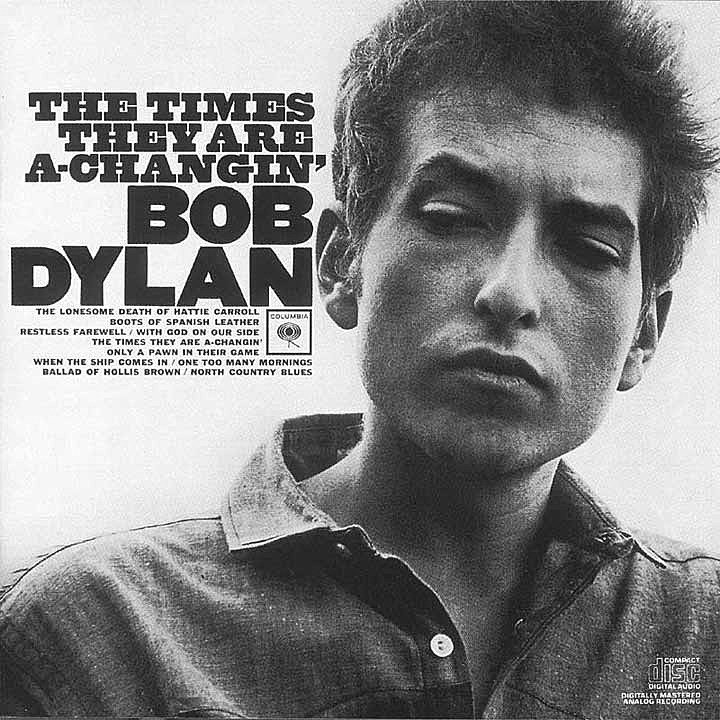 THE TIMES
THEY ARE
A-CHANGIN'
BOB
DYLAN
THE LONESOME DEATH OF HATTIE CARROLL
BOOTS OF SPANISH LEATHER
RESTLESS FAREWELL / WITH GOD ON OUR SIDE
THE TIMES THEY ARE A-CHANGIN'
ONLY A PAWN IN THEIR GAME
WHEN THE SHIP COMES IN / ONE TOO MANY MORNINGS
BALLAD OF HOLLIS BROWN / NORTH COUNTRY BLUES
COLUMBIA
COMPACT
disc
DIGITAL AUDIO
DIGITALLY MASTERED
ANALOG RECORDING